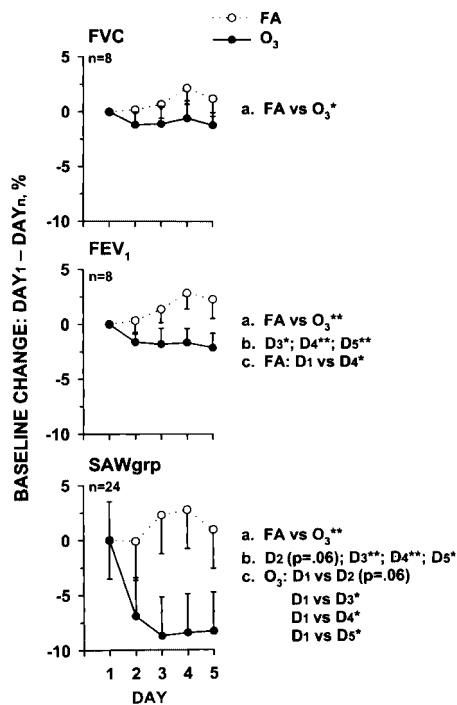 FA
O3
FVC
n=8
5
0
-5
-10
a. FA vs O3*
FEV1
n=8
5
0
-5
-10
a. FA vs O3**
b. D3*; D4**; D5**
c. FA: D1 vs D4*
SAWgrp
n=24
5
0
-5
-10
a. FA vs O3**
b. D2 (p=.06); D3**; D4**; D5*
c. O3: D1 vs D2 (p=.06)
D1 vs D3*
D1 vs D4*
D1 vs D5*
1 2 3 4 5
DAY
BASELINE CHANGE: DAY1 – DAYn, %